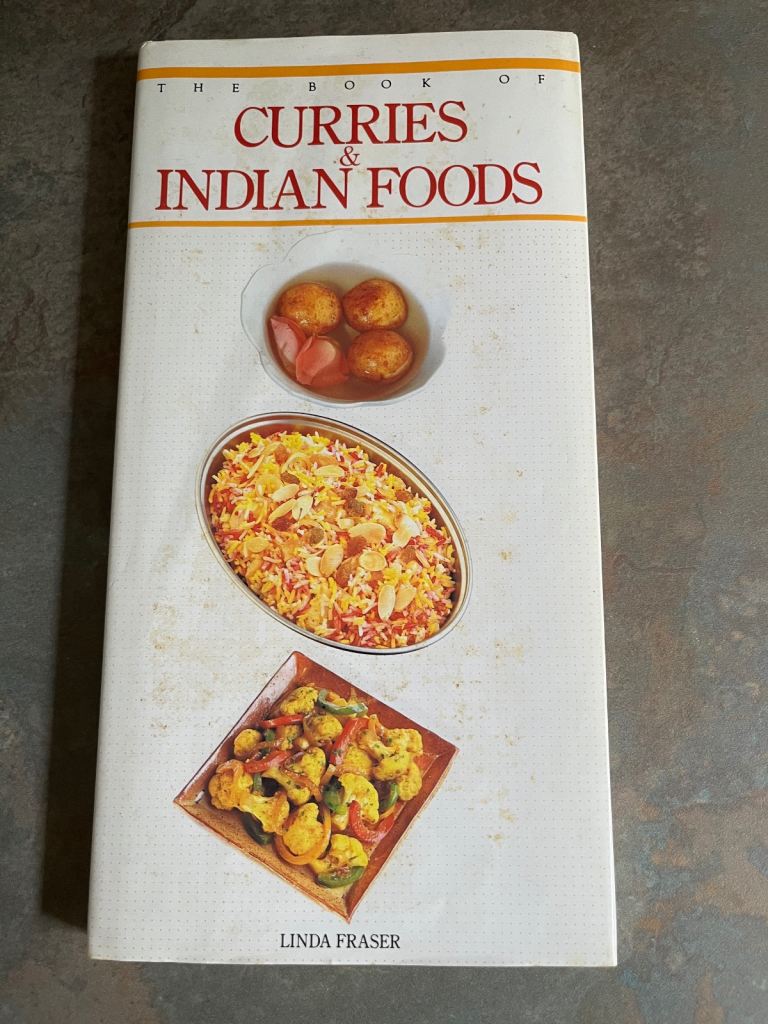 THE BOOK OF
CURRIES
&
INDIAN FOODS
LINDA FRASER